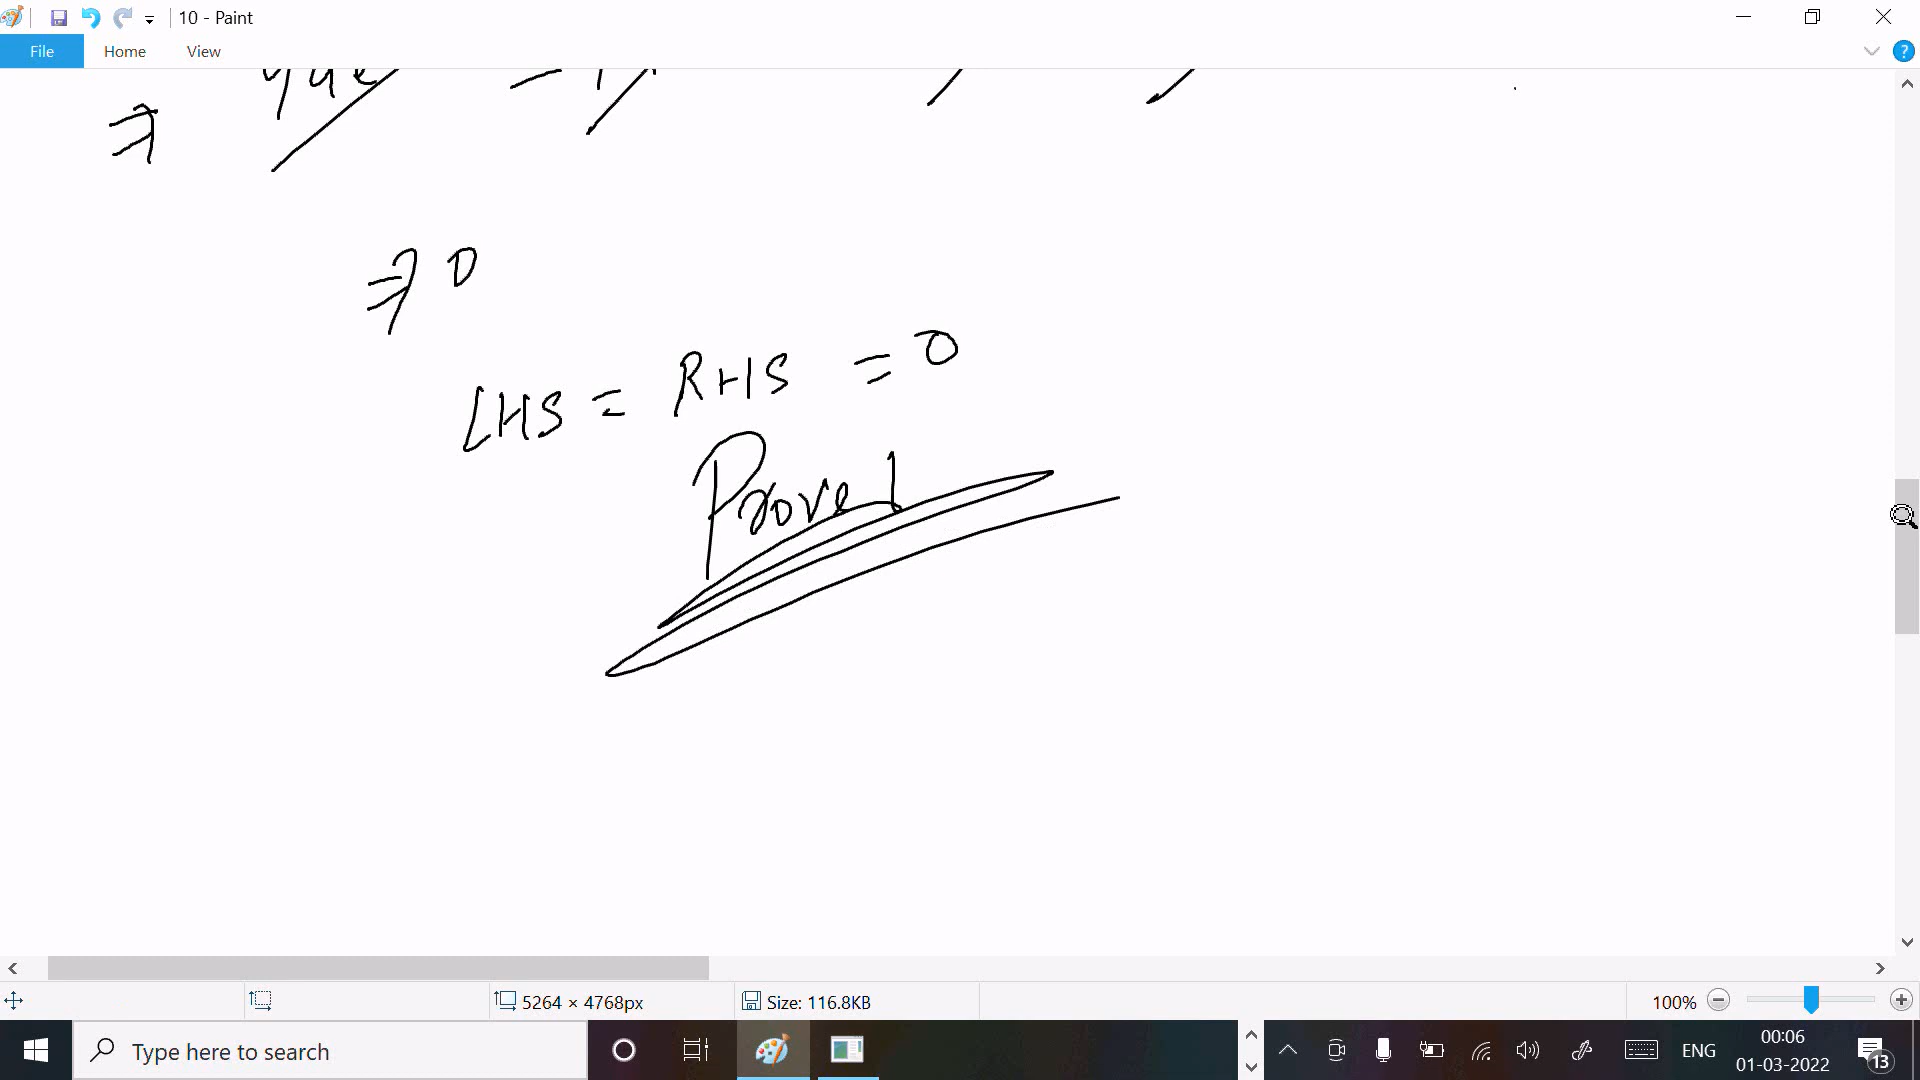 10 - Paint
File Home View
⇒
⇒ 0
LHS = RHS = 0
Proved
5264 × 4768px Size: 116.8KB 100%
Type here to search
ENG
00:06
01-03-2022
13